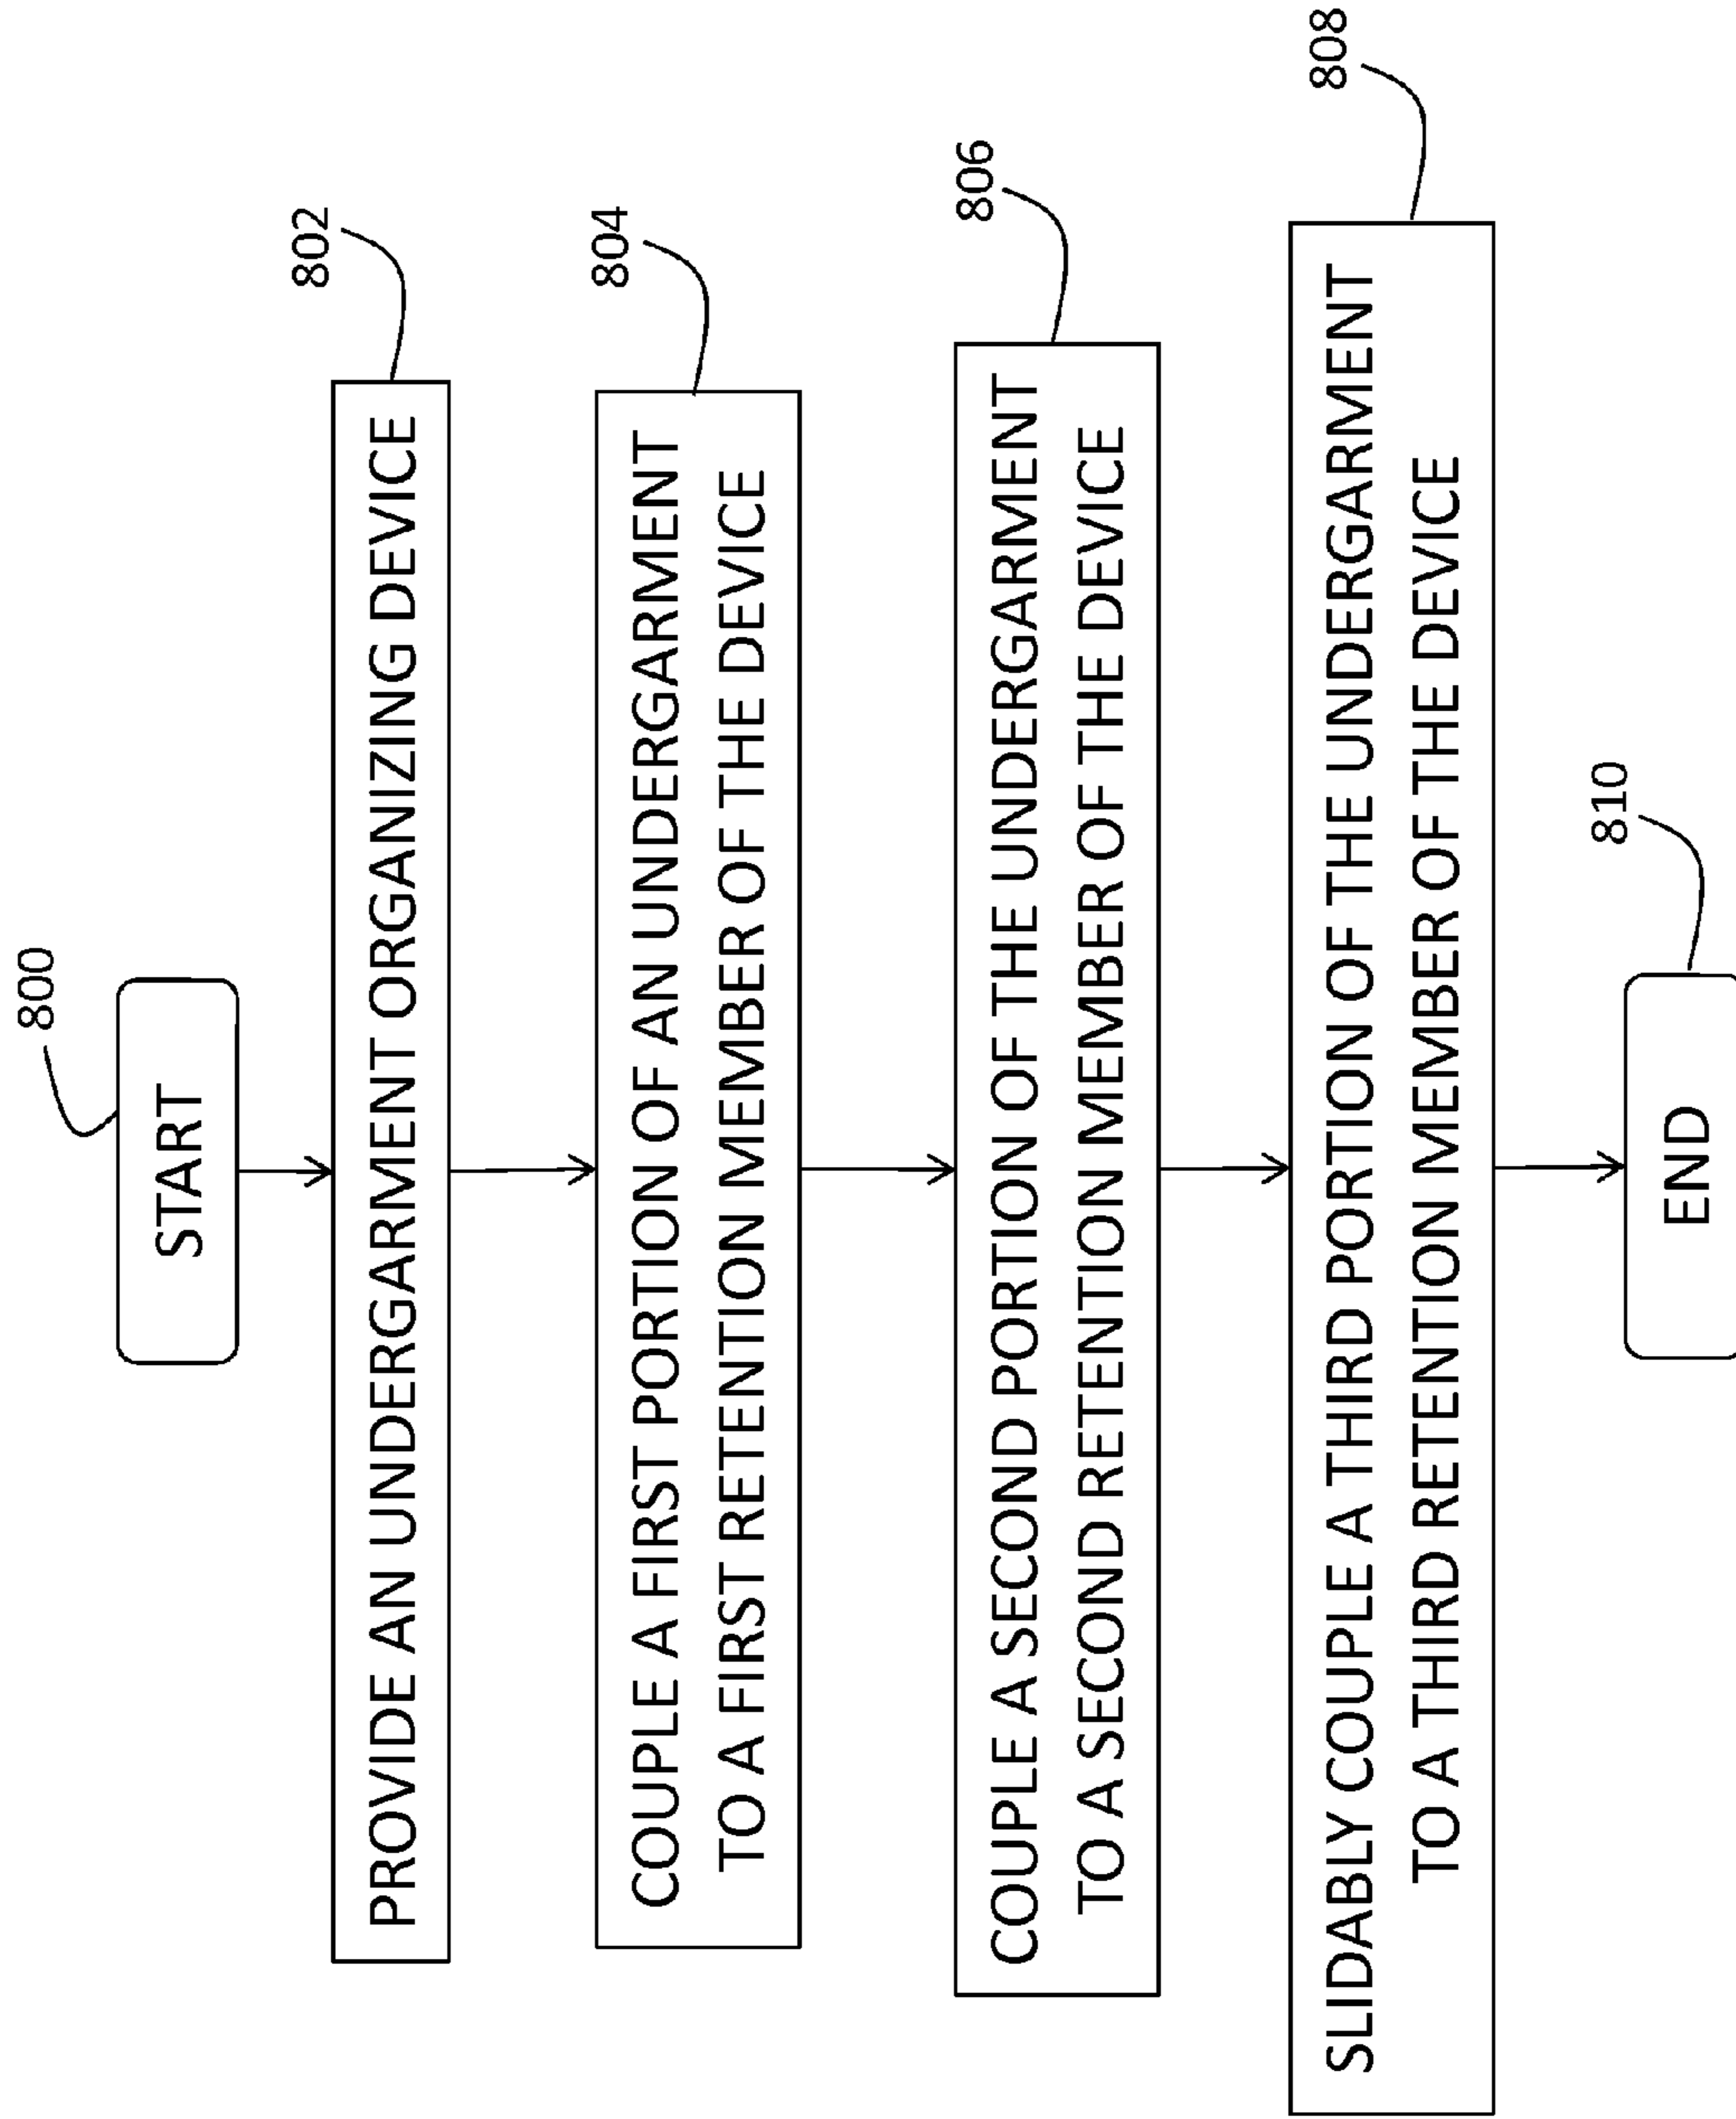 800
START
802
PROVIDE AN UNDERGARMENT ORGANIZING DEVICE
804
COUPLE A FIRST PORTION OF AN UNDERGARMENT
TO A FIRST RETENTION MEMBER OF THE DEVICE
806
COUPLE A SECOND PORTION OF THE UNDERGARMENT
TO A SECOND RETENTION MEMBER OF THE DEVICE
808
SLIDABLY COUPLE A THIRD PORTION OF THE UNDERGARMENT
TO A THIRD RETENTION MEMBER OF THE DEVICE
810
END